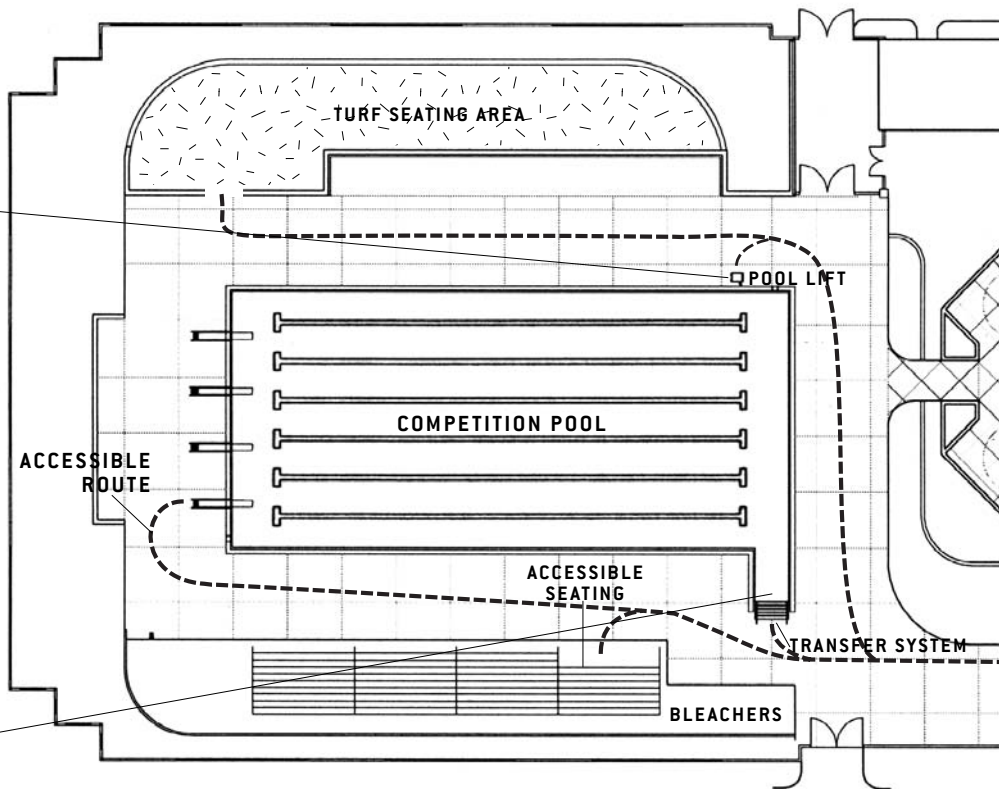 TURF SEATING AREA
POOL LIFT
COMPETITION POOL
ACCESSIBLE
ROUTE
ACCESSIBLE
SEATING
TRANSFER SYSTEM
BLEACHERS